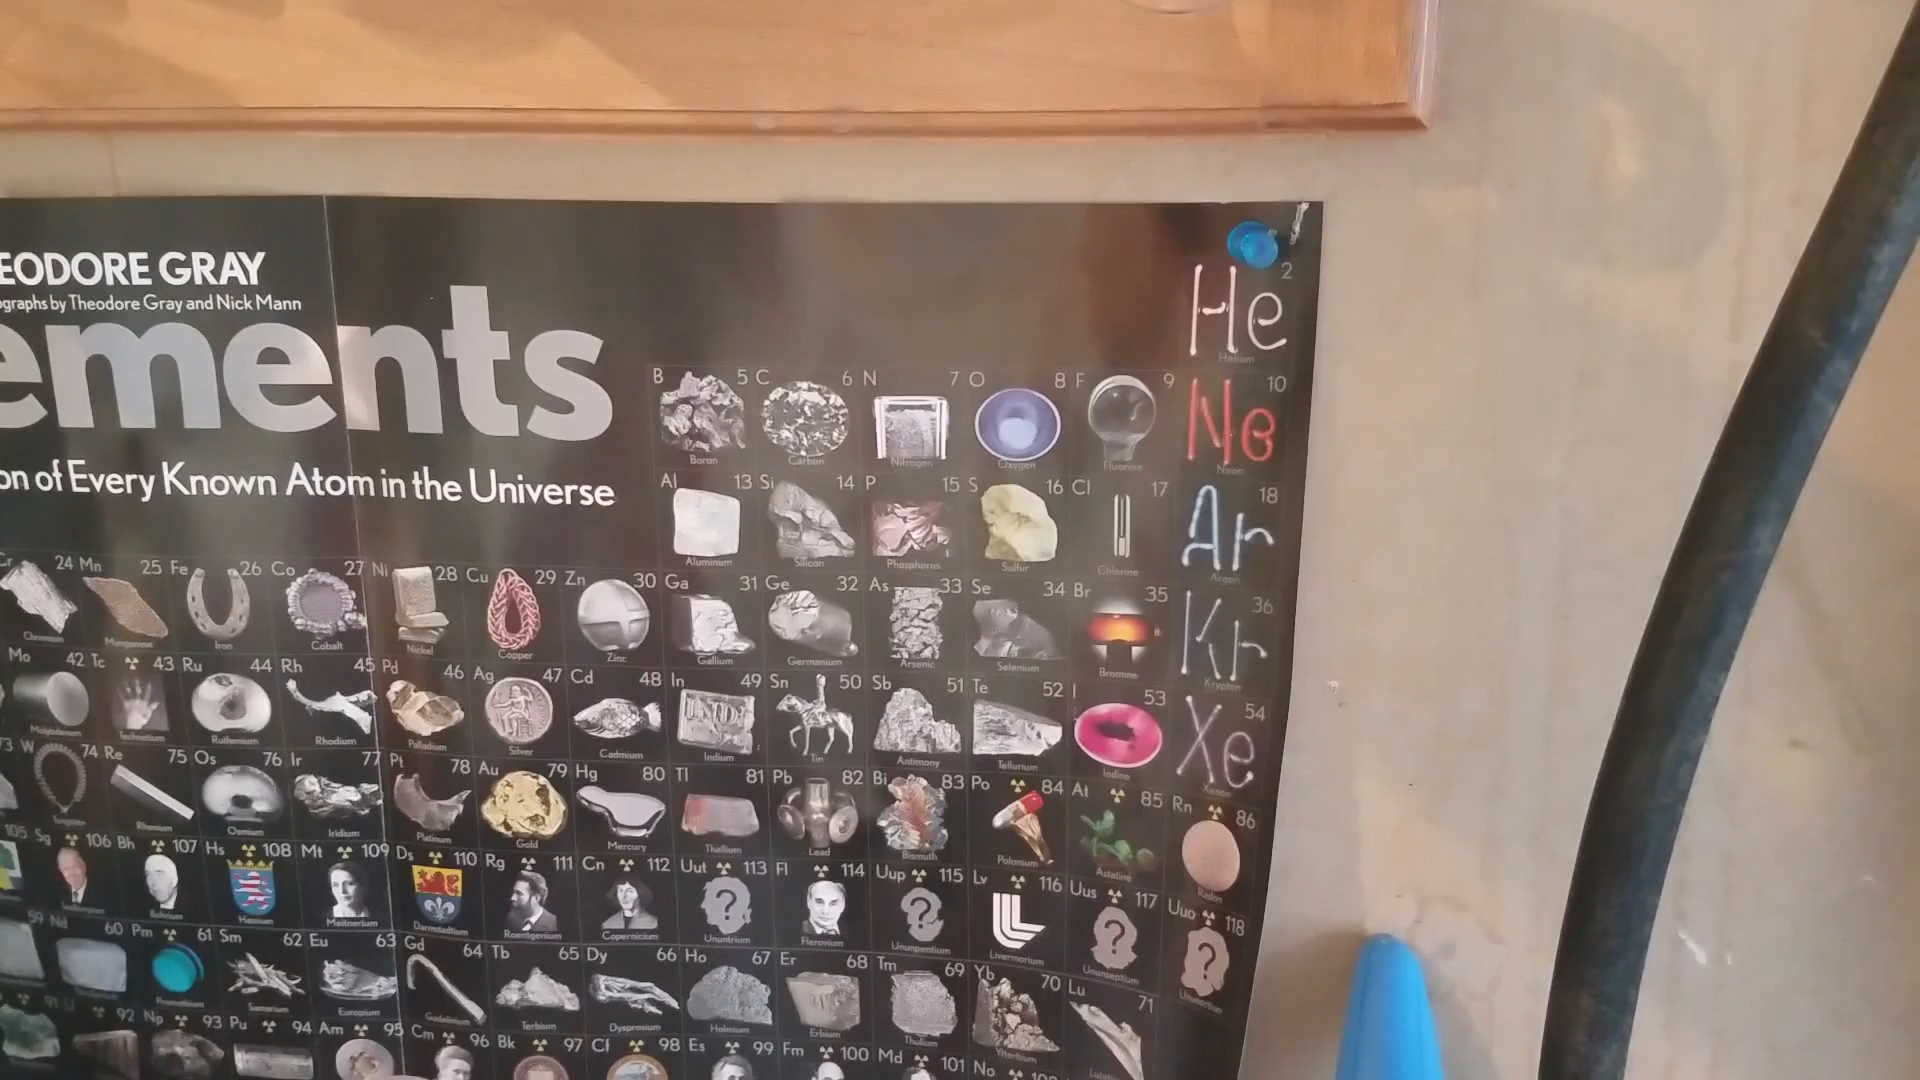 EODORE GRAY
ographs by Theodore Gray and Nick Mann
ements
on of Every Known Atom in the Universe
He 2 Helium
B 5 Boron C 6 Carbon N 7 Nitrogen O 8 Oxygen F 9 Fluorine Ne 10 Neon
Al 13 Aluminum Si 14 Silicon P 15 Phosphorus S 16 Sulfur Cl 17 Chlorine Ar 18 Argon
Cr 24 Chromium Mn 25 Manganese Fe 26 Iron Co 27 Cobalt Ni 28 Nickel Cu 29 Copper Zn 30 Zinc Ga 31 Gallium Ge 32 Germanium As 33 Arsenic Se 34 Selenium Br 35 Bromine Kr 36 Krypton
Mo 42 Molybdenum Tc 43 Technetium Ru 44 Ruthenium Rh 45 Rhodium Pd 46 Palladium Ag 47 Silver Cd 48 Cadmium In 49 Indium Sn 50 Tin Sb 51 Antimony Te 52 Tellurium I 53 Iodine Xe 54 Xenon
73 W 74 Tungsten Re 75 Rhenium Os 76 Osmium Ir 77 Iridium Pt 78 Platinum Au 79 Gold Hg 80 Mercury Tl 81 Thallium Pb 82 Lead Bi 83 Bismuth Po 84 Polonium At 85 Astatine Rn 86 Radon
105 Sg 106 Seaborgium Bh 107 Bohrium Hs 108 Hassium Mt 109 Meitnerium Ds 110 Darmstadtium Rg 111 Roentgenium Cn 112 Copernicium Uut 113 Ununtrium Fl 114 Flerovium Uup 115 Ununpentium Lv 116 Livermorium Uus 117 Ununseptium Uuo 118 Ununoctium
59 Nd 60 Pm 61 Promethium Sm 62 Samarium Eu 63 Europium Gd 64 Gadolinium Tb 65 Terbium Dy 66 Dysprosium Ho 67 Holmium Er 68 Erbium Tm 69 Thulium Yb 70 Ytterbium Lu 71
91 U 92 Np 93 Pu 94 Am 95 Cm 96 Bk 97 Cf 98 Es 99 Fm 100 Md 101 No